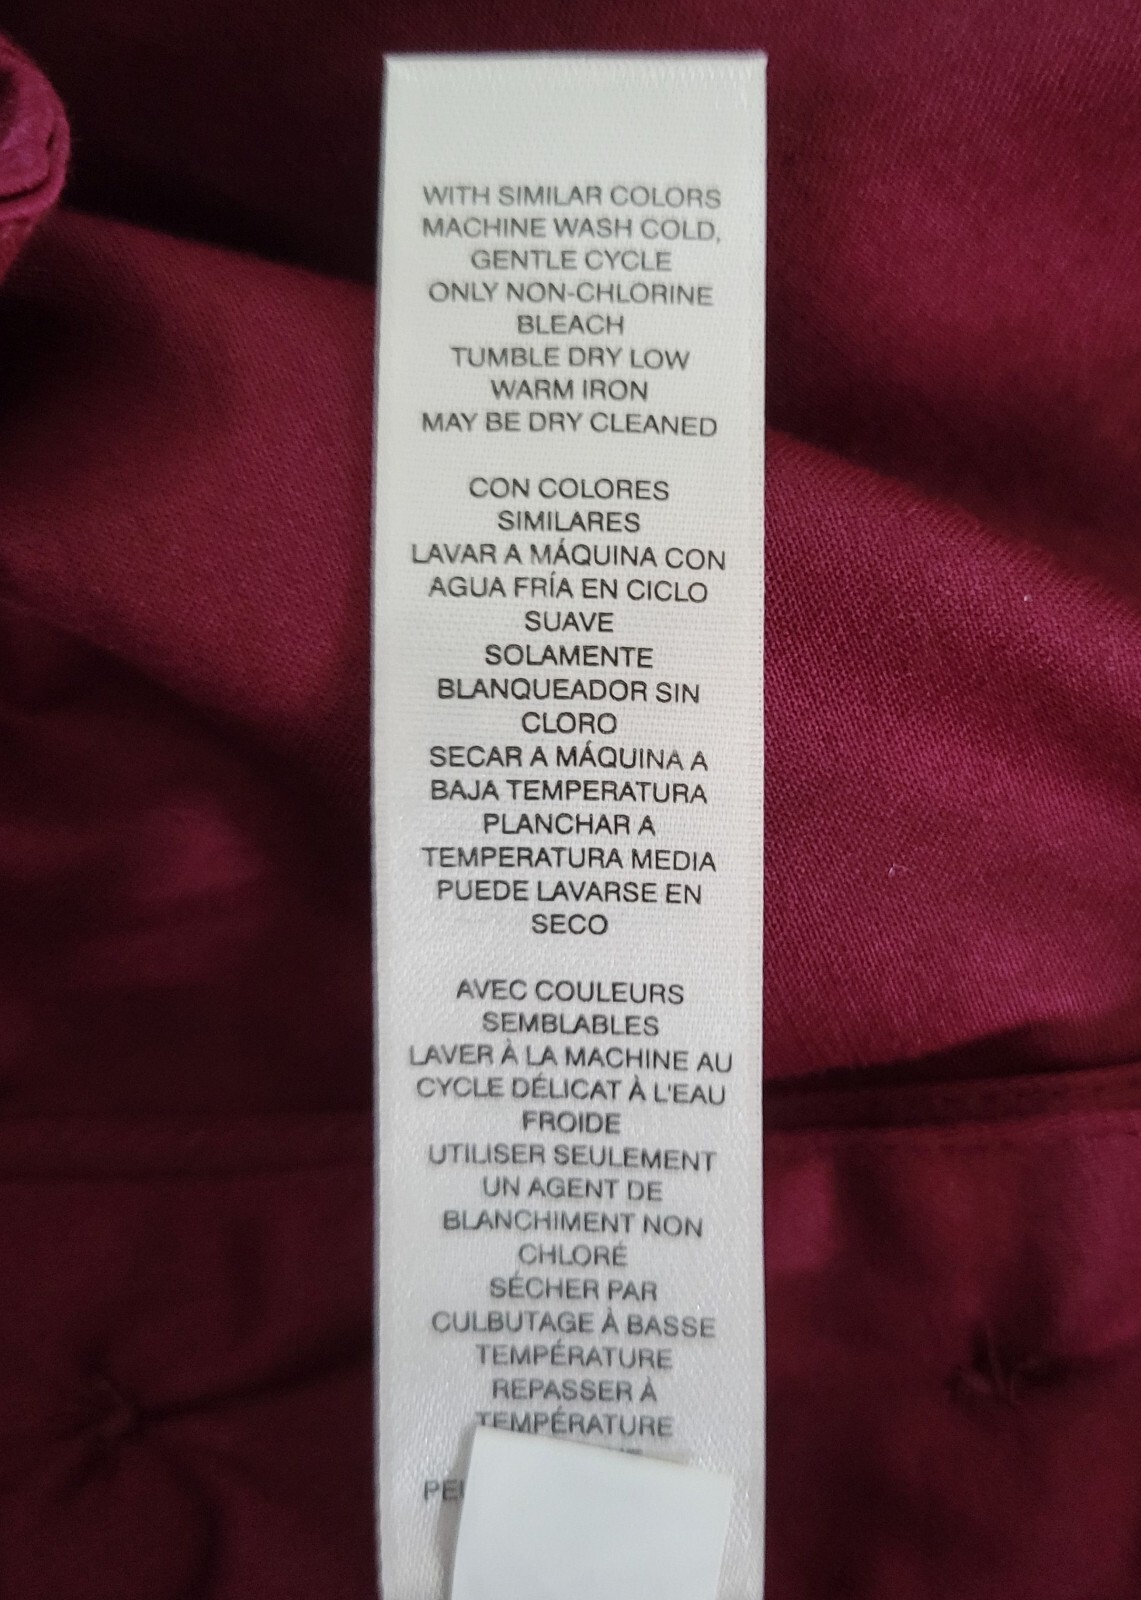 WITH SIMILAR COLORS
MACHINE WASH COLD,
GENTLE CYCLE
ONLY NON-CHLORINE
BLEACH
TUMBLE DRY LOW
WARM IRON
MAY BE DRY CLEANED
CON COLORES
SIMILARES
LAVAR A MÁQUINA CON
AGUA FRÍA EN CICLO
SUAVE
SOLAMENTE
BLANQUEADOR SIN
CLORO
SECAR A MÁQUINA A
BAJA TEMPERATURA
PLANCHAR A
TEMPERATURA MEDIA
PUEDE LAVARSE EN
SECO
AVEC COULEURS
SEMBLABLES
LAVER À LA MACHINE AU
CYCLE DÉLICAT À L'EAU
FROIDE
UTILISER SEULEMENT
UN AGENT DE
BLANCHIMENT NON
CHLORÉ
SÉCHER PAR
CULBUTAGE À BASSE
TEMPÉRATURE
REPASSER À
TEMPÉRATURE